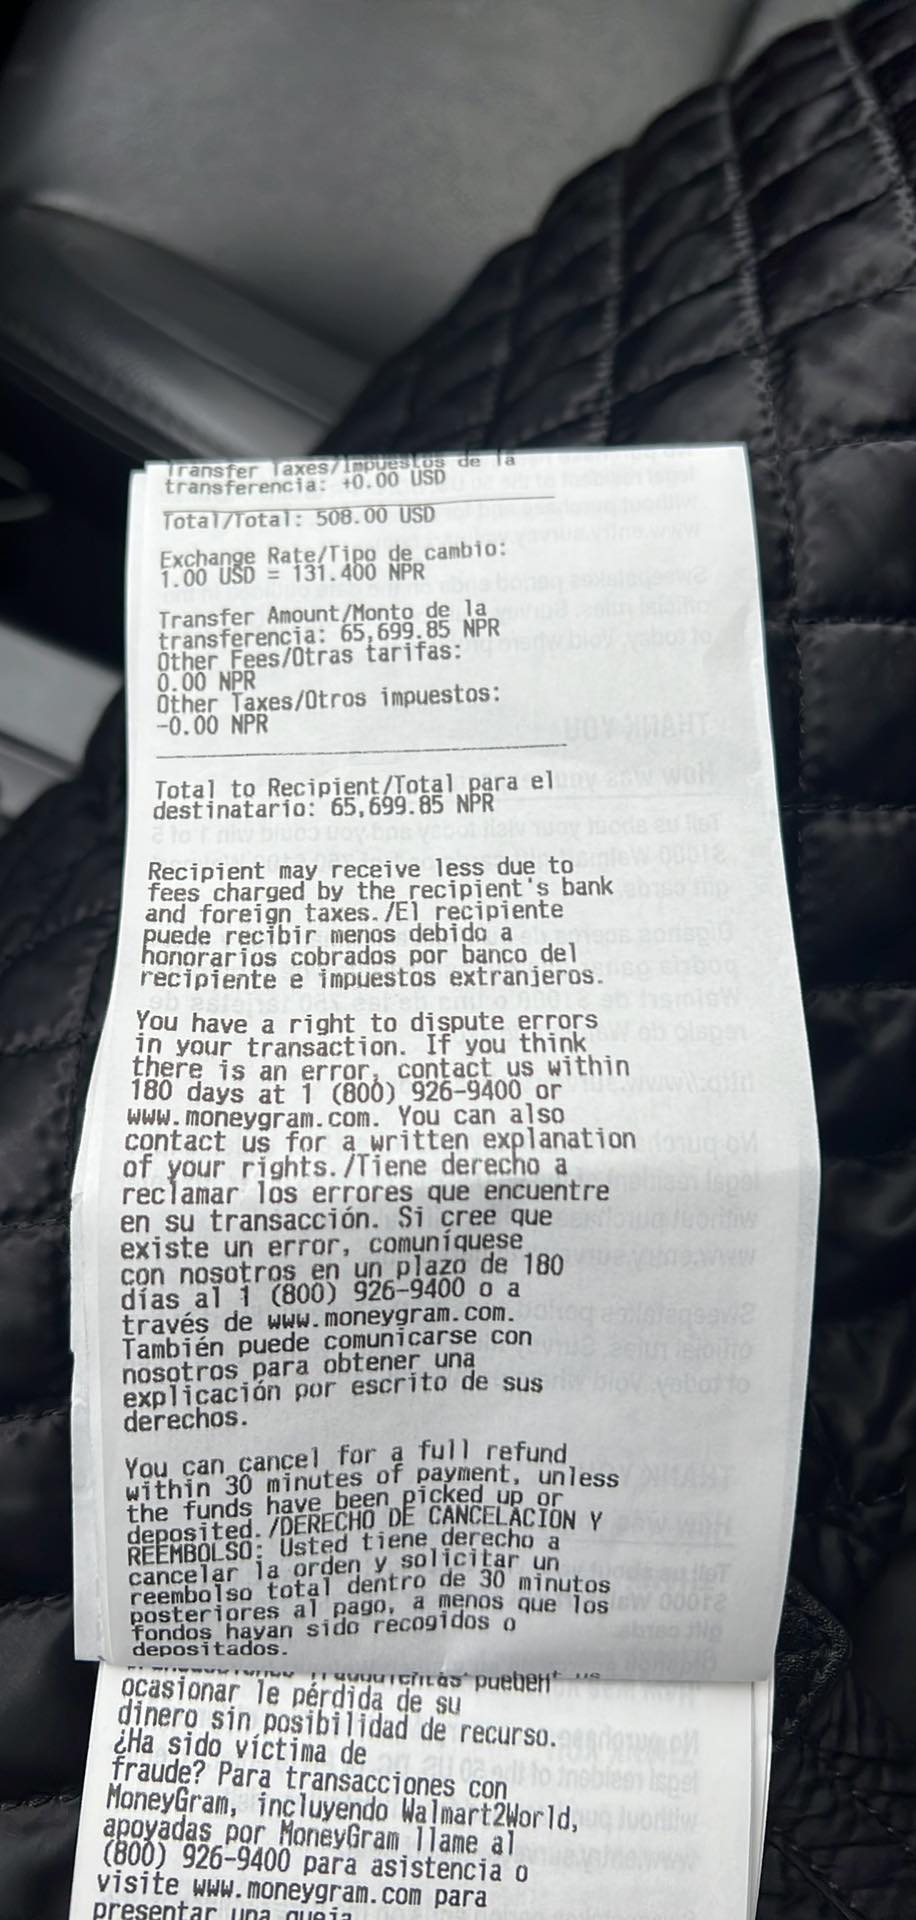 Transfer Taxes/Impuestos de la
transferencia: +0.00 USD
Total/Total: 508.00 USD
Exchange Rate/Tipo de cambio:
1.00 USD = 131.400 NPR
Transfer Amount/Monto de la
transferencia: 65,699.85 NPR
Other Fees/Otras tarifas:
0.00 NPR
Other Taxes/Otros impuestos:
-0.00 NPR
Total to Recipient/Total para el
destinatario: 65,699.85 NPR
Recipient may receive less due to
fees charged by the recipient's bank
and foreign taxes./El recipiente
puede recibir menos debido a
honorarios cobrados por banco del
recipiente e impuestos extranjeros.
You have a right to dispute errors
in your transaction. If you think
there is an error, contact us within
180 days at 1 (800) 926-9400 or
www.moneygram.com. You can also
contact us for a written explanation
of your rights./Tiene derecho a
reclamar los errores que encuentre
en su transacción. Si cree que
existe un error, comuníquese
con nosotros en un plazo de 180
días al 1 (800) 926-9400 o a
través de www.moneygram.com.
También puede comunicarse con
nosotros para obtener una
explicación por escrito de sus
derechos.
You can cancel for a full refund
within 30 minutes of payment, unless
the funds have been picked up or
deposited./DERECHO DE CANCELACION Y
REEMBOLSO: Usted tiene derecho a
cancelar la orden y solicitar un
reembolso total dentro de 30 minutos
posteriores al pago, a menos que los
fondos hayan sido recogidos o
depositados.
pueden
ocasionar le pérdida de su
dinero sin posibilidad de recurso.
¿Ha sido víctima de
fraude? Para transacciones con
MoneyGram, incluyendo Walmart2World,
apoyadas por MoneyGram llame al
(800) 926-9400 para asistencia o
visite www.moneygram.com para
presentar una queja